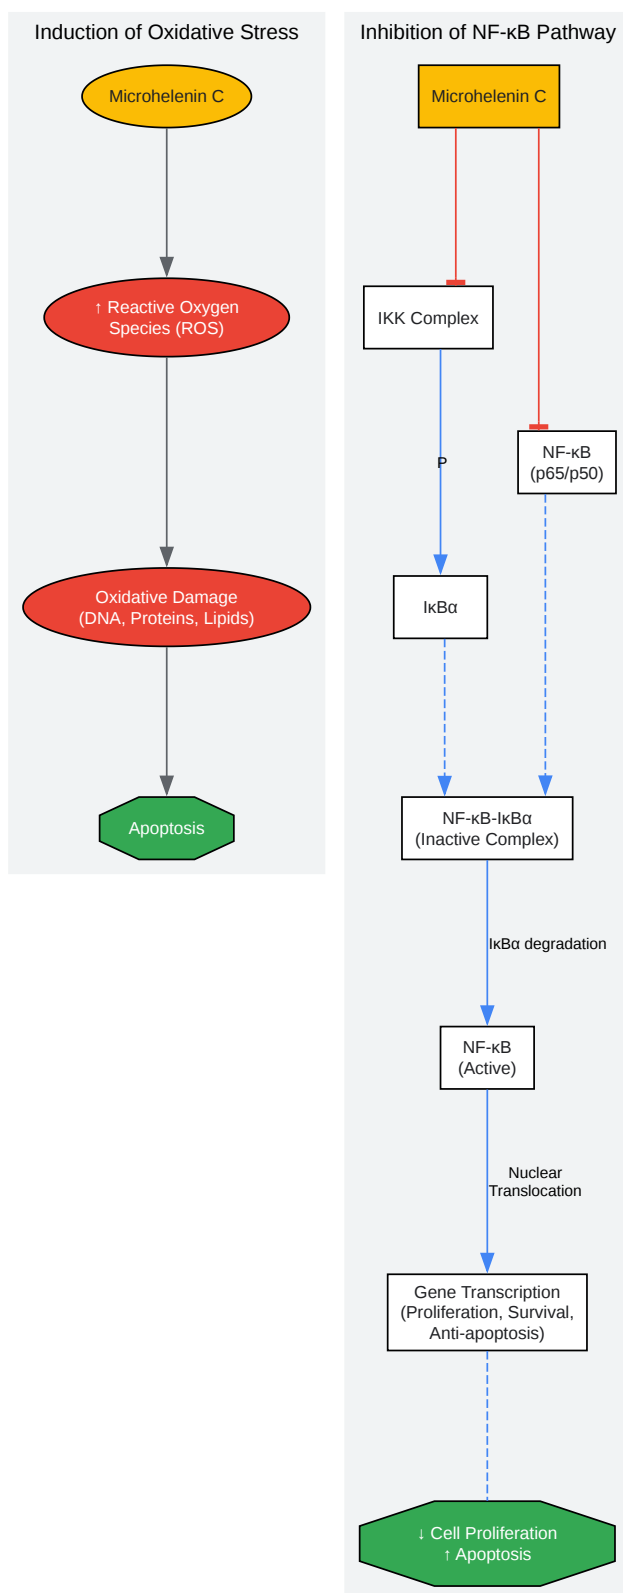 Induction of Oxidative Stress
Microhelenin C
↑ Reactive Oxygen
Species (ROS)
Oxidative Damage
(DNA, Proteins, Lipids)
Apoptosis
Inhibition of NF-κB Pathway
Microhelenin C
IKK Complex
P
NF-κB
(p65/p50)
IκBα
NF-κB-IκBα
(Inactive Complex)
IκBα degradation
NF-κB
(Active)
Nuclear
Translocation
Gene Transcription
(Proliferation, Survival,
Anti-apoptosis)
↓ Cell Proliferation
↑ Apoptosis